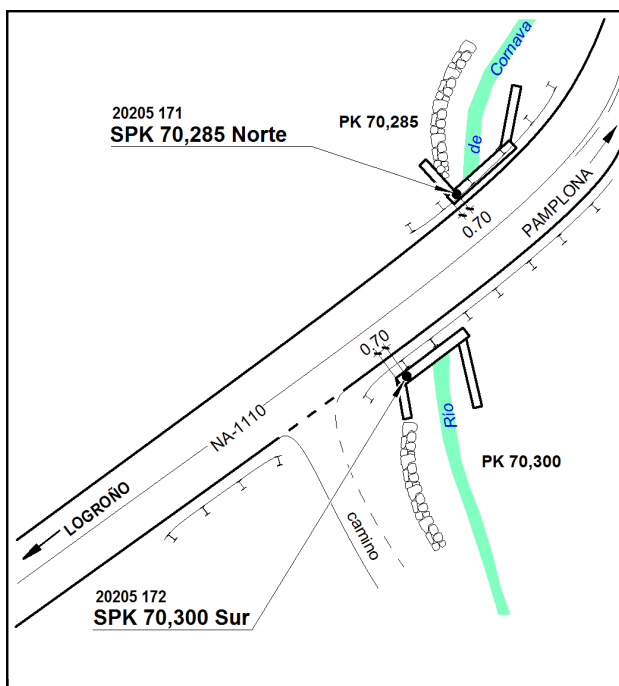 Cornava
20205 171
SPK 70,285 Norte
PK 70,285
de
PAMPLONA
0.70
0.70
NA-1110
Río
PK 70,300
LOGROÑO
camino
20205 172
SPK 70,300 Sur